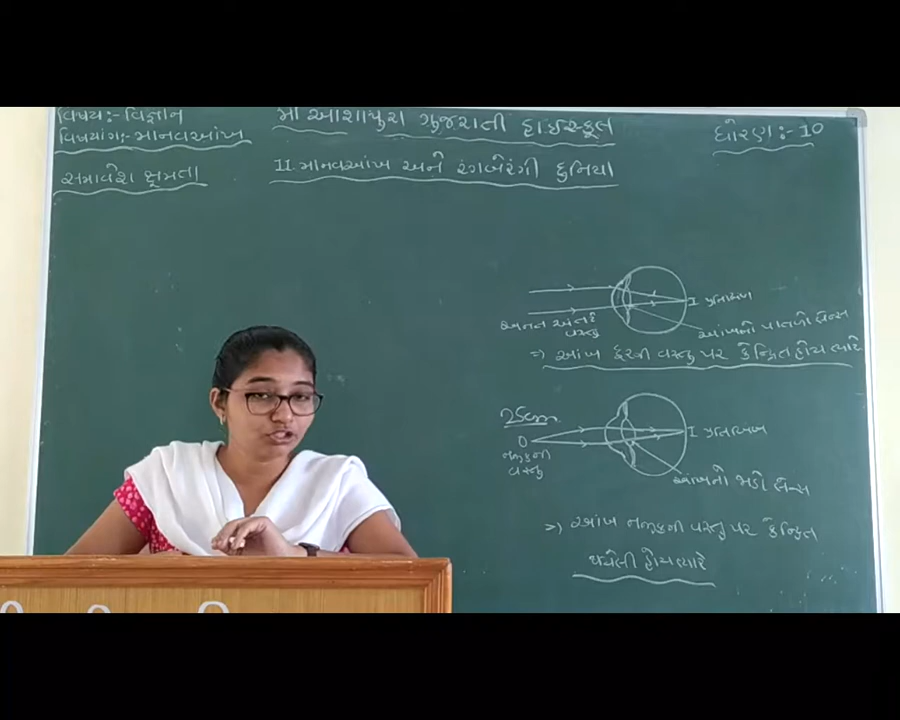 વિષય:- વિજ્ઞાન
મા આશાપુરા ગુજરાતી હાઈસ્કૂલ
ધોરણ:- 10
વિષયાંગ:- માનવઆંખ
સમાવેશ ક્ષમતા
11. માનવઆંખ અને રંગબેરંગી દુનિયા
I પ્રતિબિંબ
અનંત અંતરે
વસ્તુ
આંખનો પાતળો લેન્સ
=> આંખ દૂરની વસ્તુ પર કેન્દ્રિત હોય ત્યારે
25cm
O
I પ્રતિબિંબ
નજીકની
વસ્તુ
આંખનો જાડો લેન્સ
=> આંખ નજીકની વસ્તુ પર કેન્દ્રિત
થયેલી હોય ત્યારે